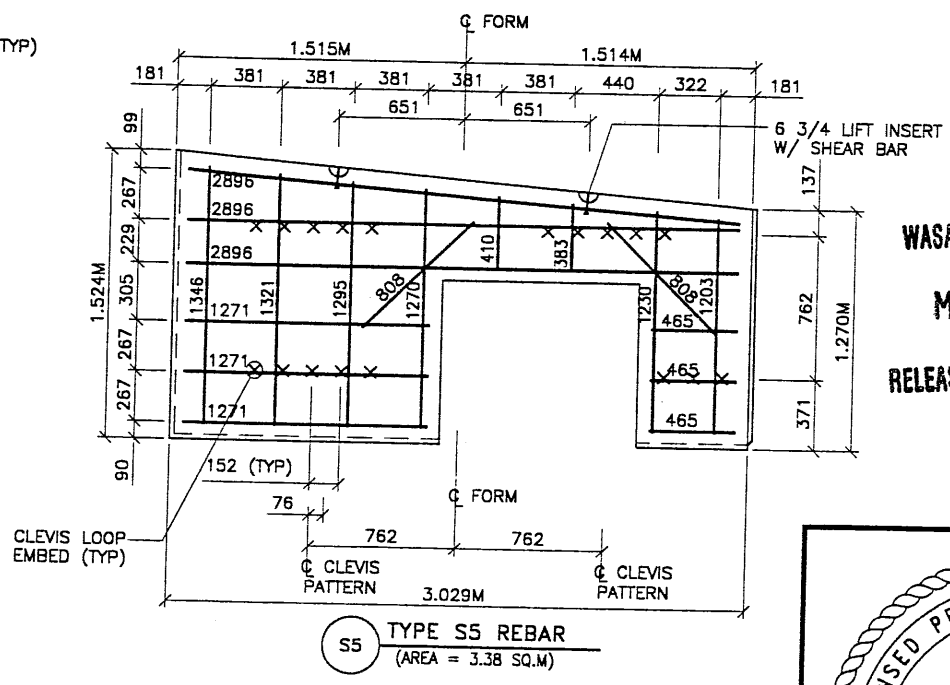 TYP)
℄ FORM
1.515M 1.514M
181 381 381 381 381 381 440 322 181
651 651
6 3/4 LIFT INSERT
W/ SHEAR BAR
99
267
229
305
267
267
90
1.524M
2896
2896
2896
1271
1271
1271
1346
1321
1295
1270
808
410
383
808
1230
1203
465
465
465
137
762
371
1.270M
WASA
M
RELEAS
152 (TYP)
76
℄ FORM
762 762
CLEVIS LOOP
EMBED (TYP)
℄ CLEVIS
PATTERN
℄ CLEVIS
PATTERN
3.029M
S5
TYPE S5 REBAR
(AREA = 3.38 SQ.M)
NSED PR